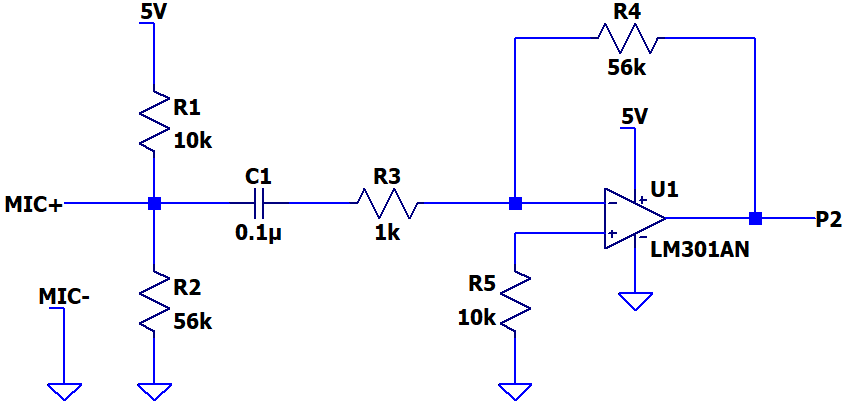 5V
R4
56k
R1
10k
5V
C1
R3
U1
MIC+
0.1µ
1k
P2
LM301AN
MIC-
R2
56k
R5
10k